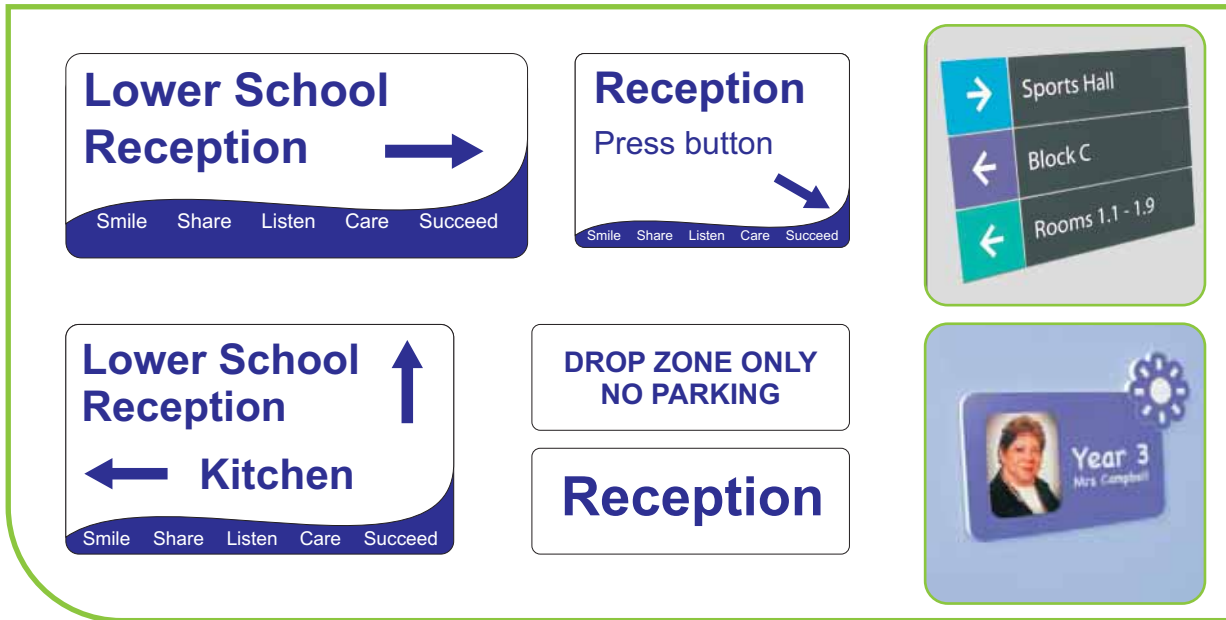 Lower School
Reception
Smile Share Listen Care Succeed
Reception
Press button
Smile Share Listen Care Succeed
Sports Hall
Block C
Rooms 1.1 - 1.9
Lower School
Reception
Kitchen
Smile Share Listen Care Succeed
DROP ZONE ONLY
NO PARKING
Reception
Year 3
Mrs Campbell